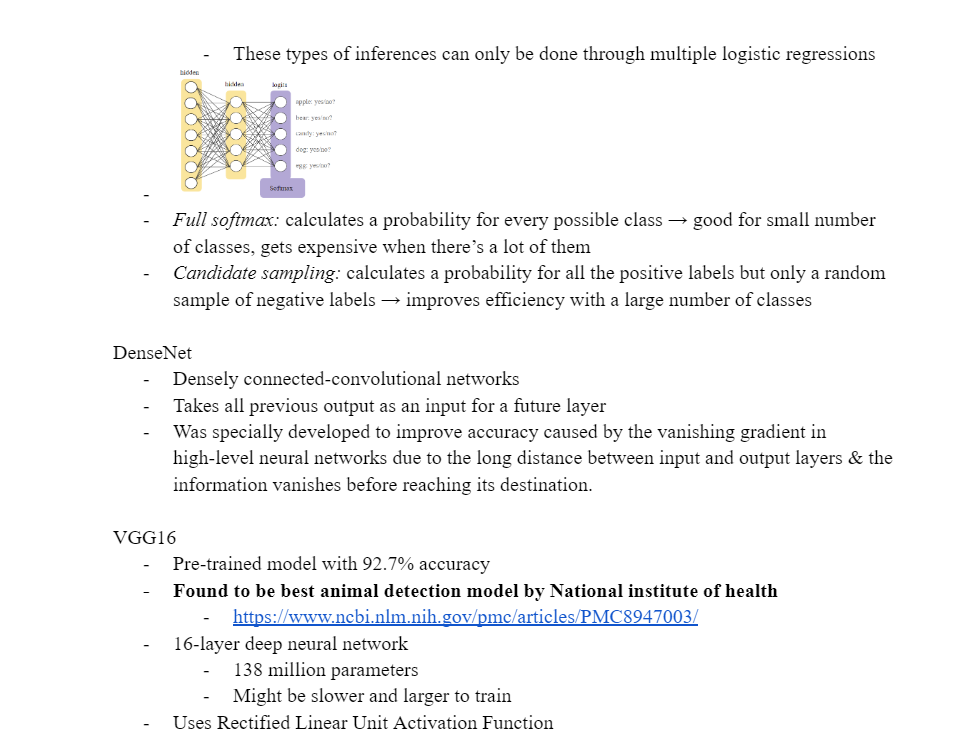 - These types of inferences can only be done through multiple logistic regressions
hidden
hidden
logits
apple: yes/no?
bear: yes/no?
candy: yes/no?
dog: yes/no?
egg: yes/no?
Softmax
-
- Full softmax: calculates a probability for every possible class → good for small number
of classes, gets expensive when there’s a lot of them
- Candidate sampling: calculates a probability for all the positive labels but only a random
sample of negative labels → improves efficiency with a large number of classes
DenseNet
- Densely connected-convolutional networks
- Takes all previous output as an input for a future layer
- Was specially developed to improve accuracy caused by the vanishing gradient in
high-level neural networks due to the long distance between input and output layers & the
information vanishes before reaching its destination.
VGG16
- Pre-trained model with 92.7% accuracy
- Found to be best animal detection model by National institute of health
- https://www.ncbi.nlm.nih.gov/pmc/articles/PMC8947003/
- 16-layer deep neural network
- 138 million parameters
- Might be slower and larger to train
- Uses Rectified Linear Unit Activation Function